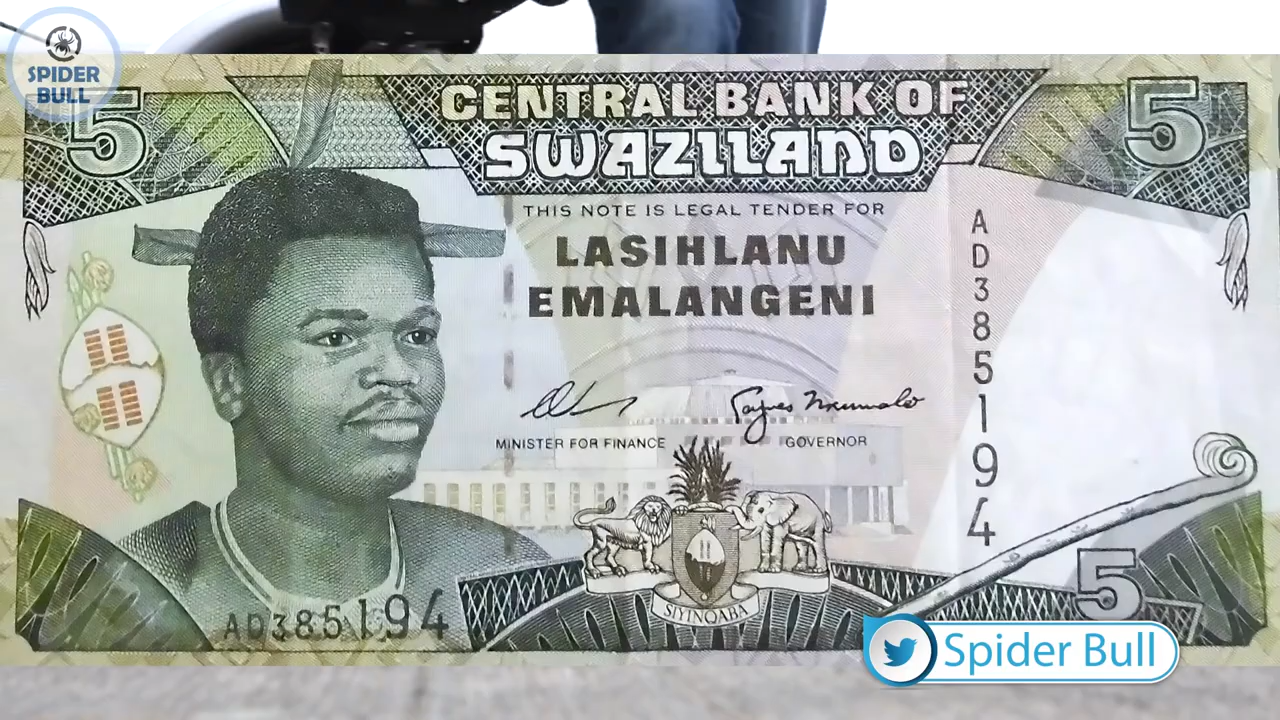 SPIDER
BULL
5
CENTRAL BANK OF
SWAZILAND
5
THIS NOTE IS LEGAL TENDER FOR
LASIHLANU
EMALANGENI
AD385194
MINISTER FOR FINANCE
GOVERNOR
SIYINQABA
AD385194
5
Spider Bull